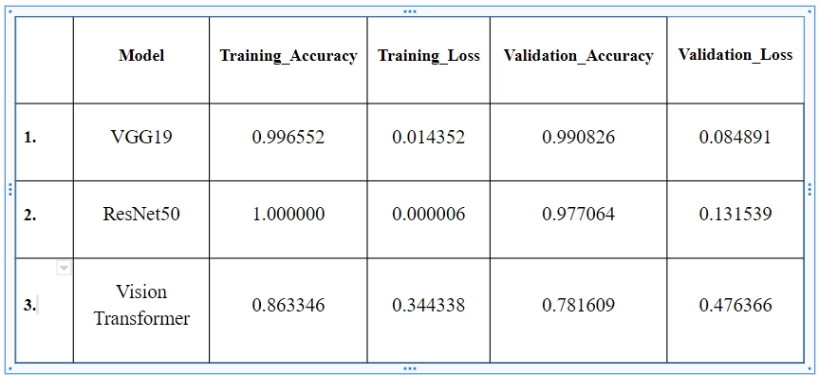 Model Training_Accuracy Training_Loss Validation_Accuracy Validation_Loss
1. VGG19 0.996552 0.014352 0.990826 0.084891
2. ResNet50 1.000000 0.000006 0.977064 0.131539
3. Vision Transformer 0.863346 0.344338 0.781609 0.476366